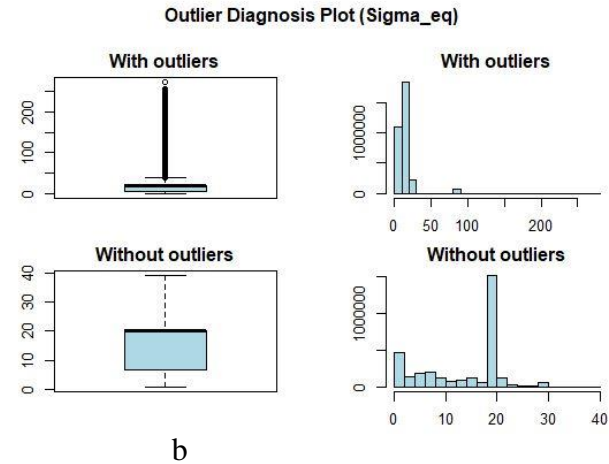 Outlier Diagnosis Plot (Sigma_eq)
With outliers
With outliers
200
100
0
1000000
0
0 50 100 200
Without outliers
Without outliers
40
30
20
10
0
1000000
0
0 10 20 30 40
b